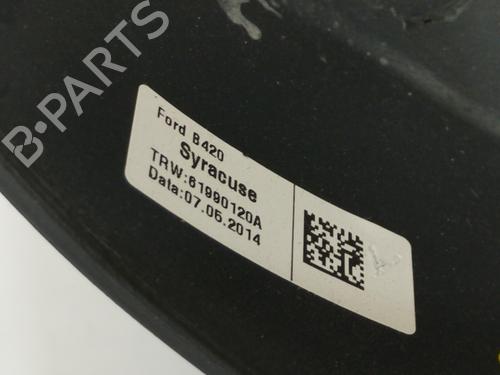 B-PARTS
Ford B420
Syracuse
TRW:61990120A
Data:07.06.2014